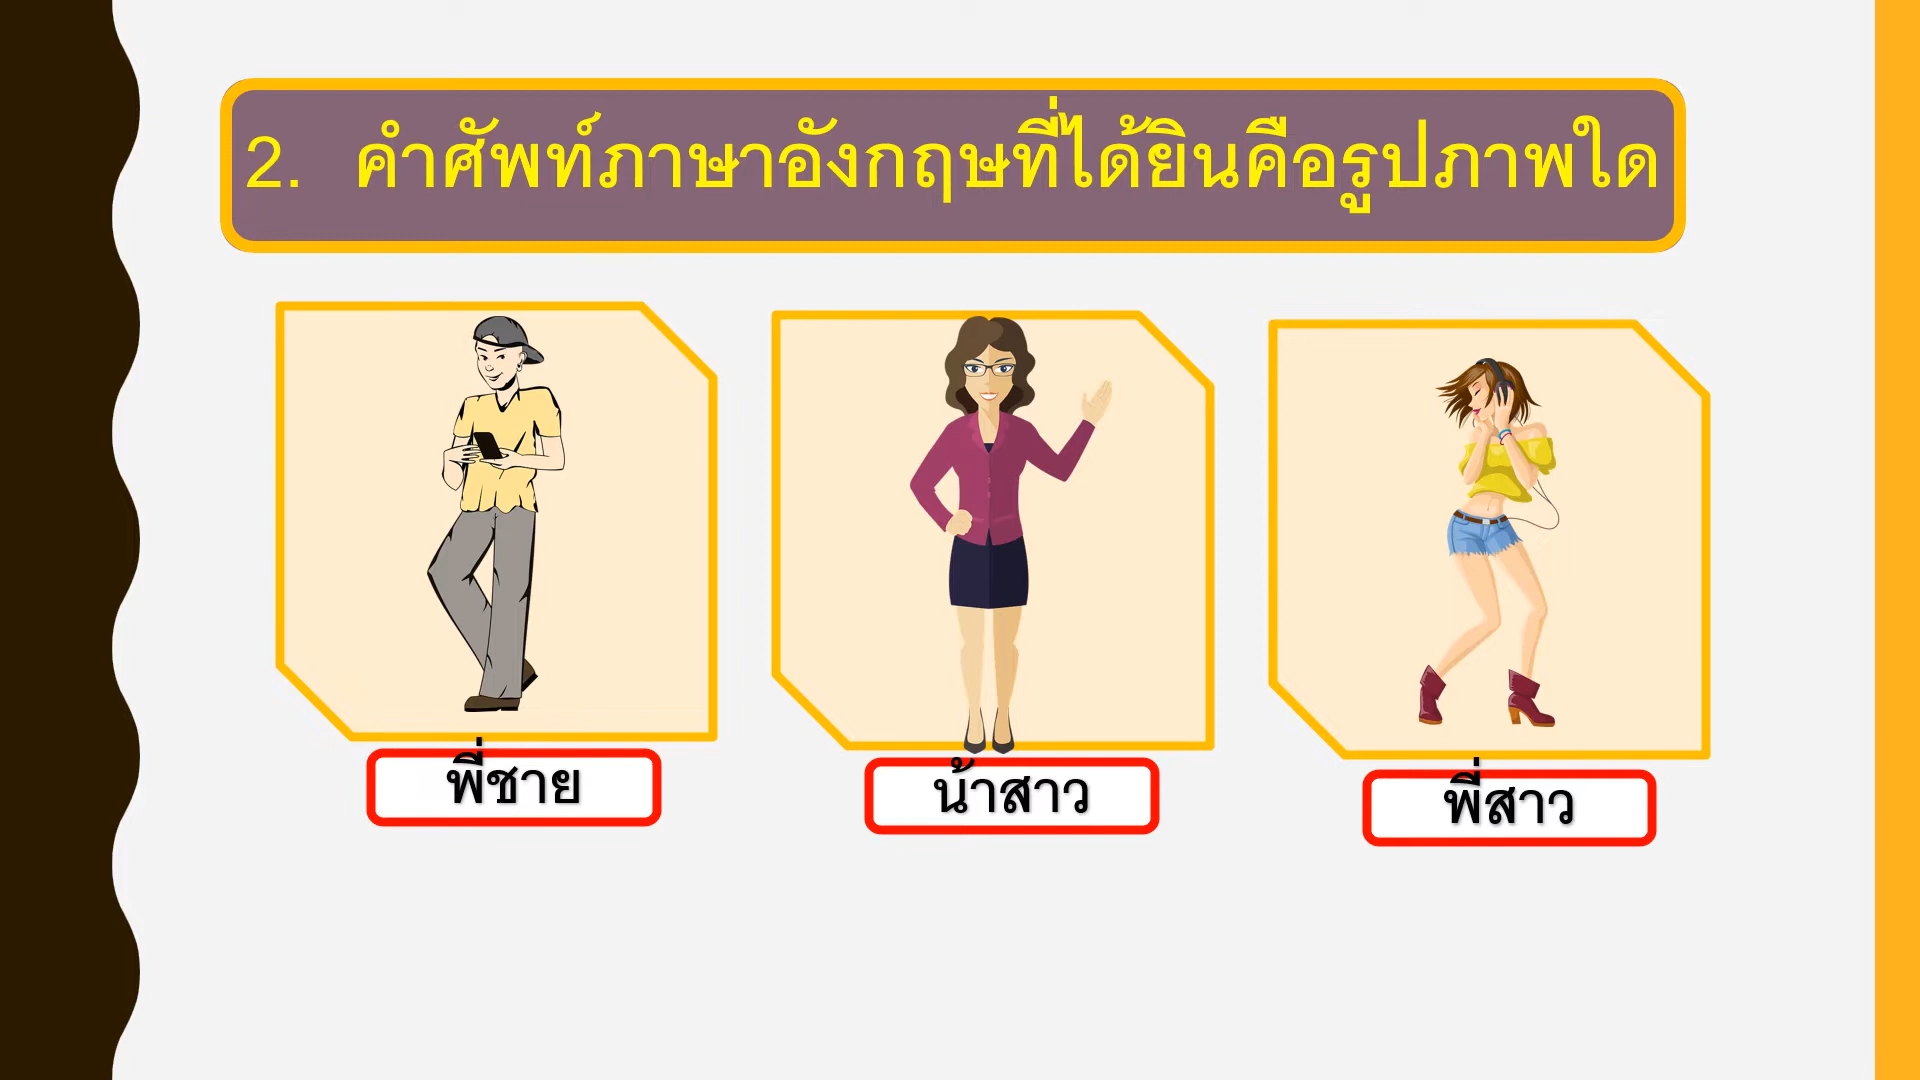 2. คำศัพท์ภาษาอังกฤษที่ได้ยินคือรูปภาพใด
พี่ชาย
น้าสาว
พี่สาว